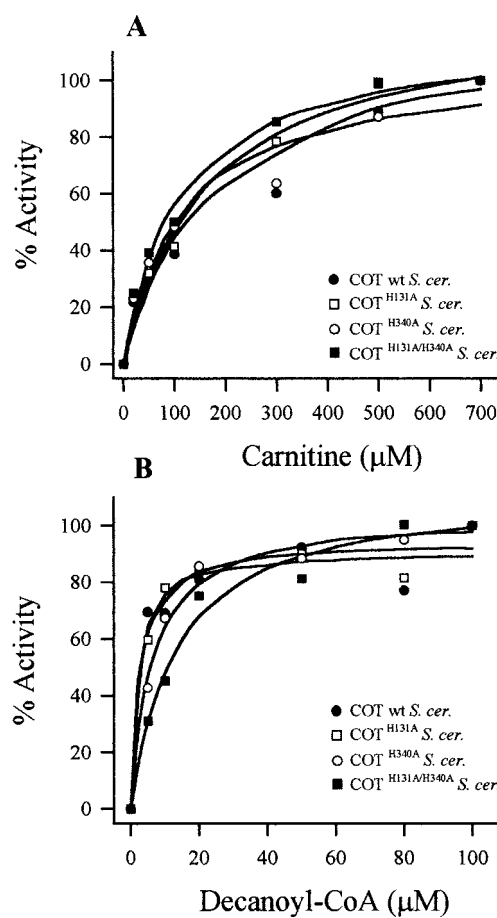 A
% Activity
100
80
60
40
20
0
COT wt S. cer.
COT H131A S. cer.
COT H340A S. cer.
COT H131A/H340A S. cer.
0 100 200 300 400 500 600 700
Carnitine (µM)
B
% Activity
100
80
60
40
20
0
COT wt S. cer.
COT H131A S. cer.
COT H340A S. cer.
COT H131A/H340A S. cer
0 20 40 60 80 100
Decanoyl-CoA (µM)